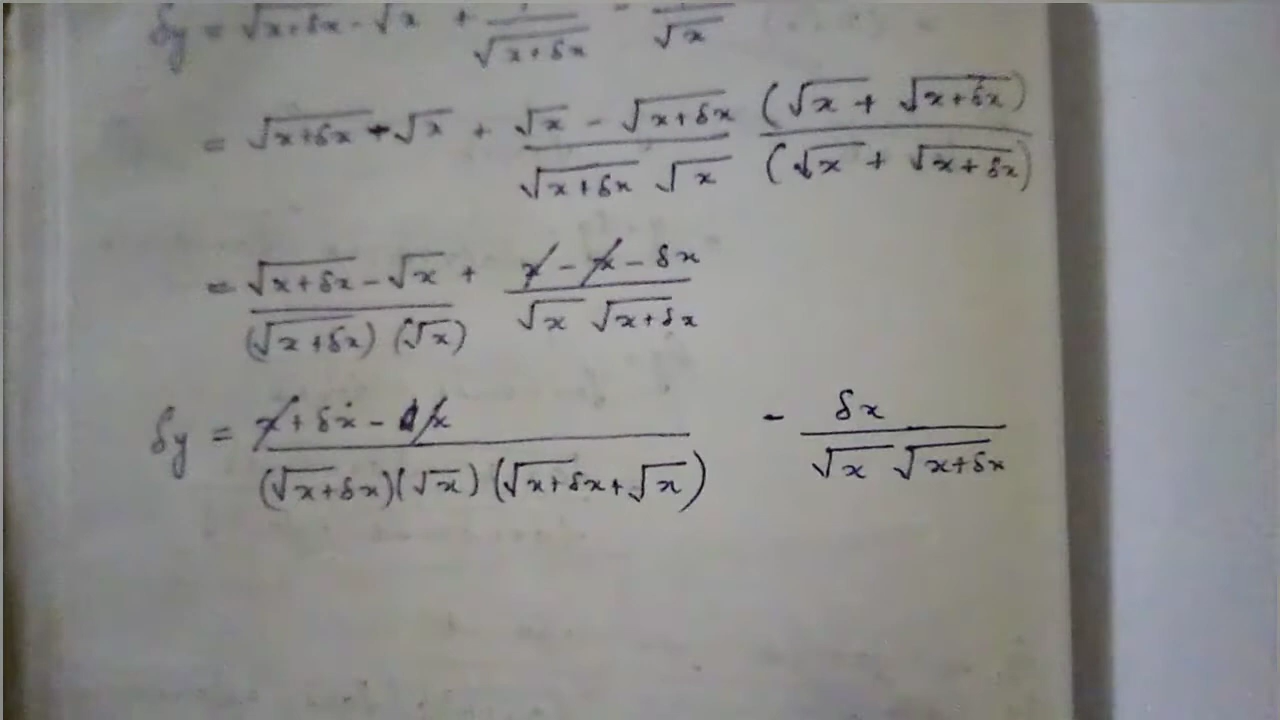 δy = √x+δx - √x + 1/√x+δx - 1/√x
= √x+δx - √x + (√x - √x+δx)/(√x+δx √x) (√x + √x+δx)/(√x + √x+δx)
= (√x+δx - √x)/((√x+δx) (√x)) + (x - x - δx)/(√x √x+δx)
δy = (x + δx - x)/((√x+δx)(√x) (√x+δx + √x)) - δx/(√x √x+δx)